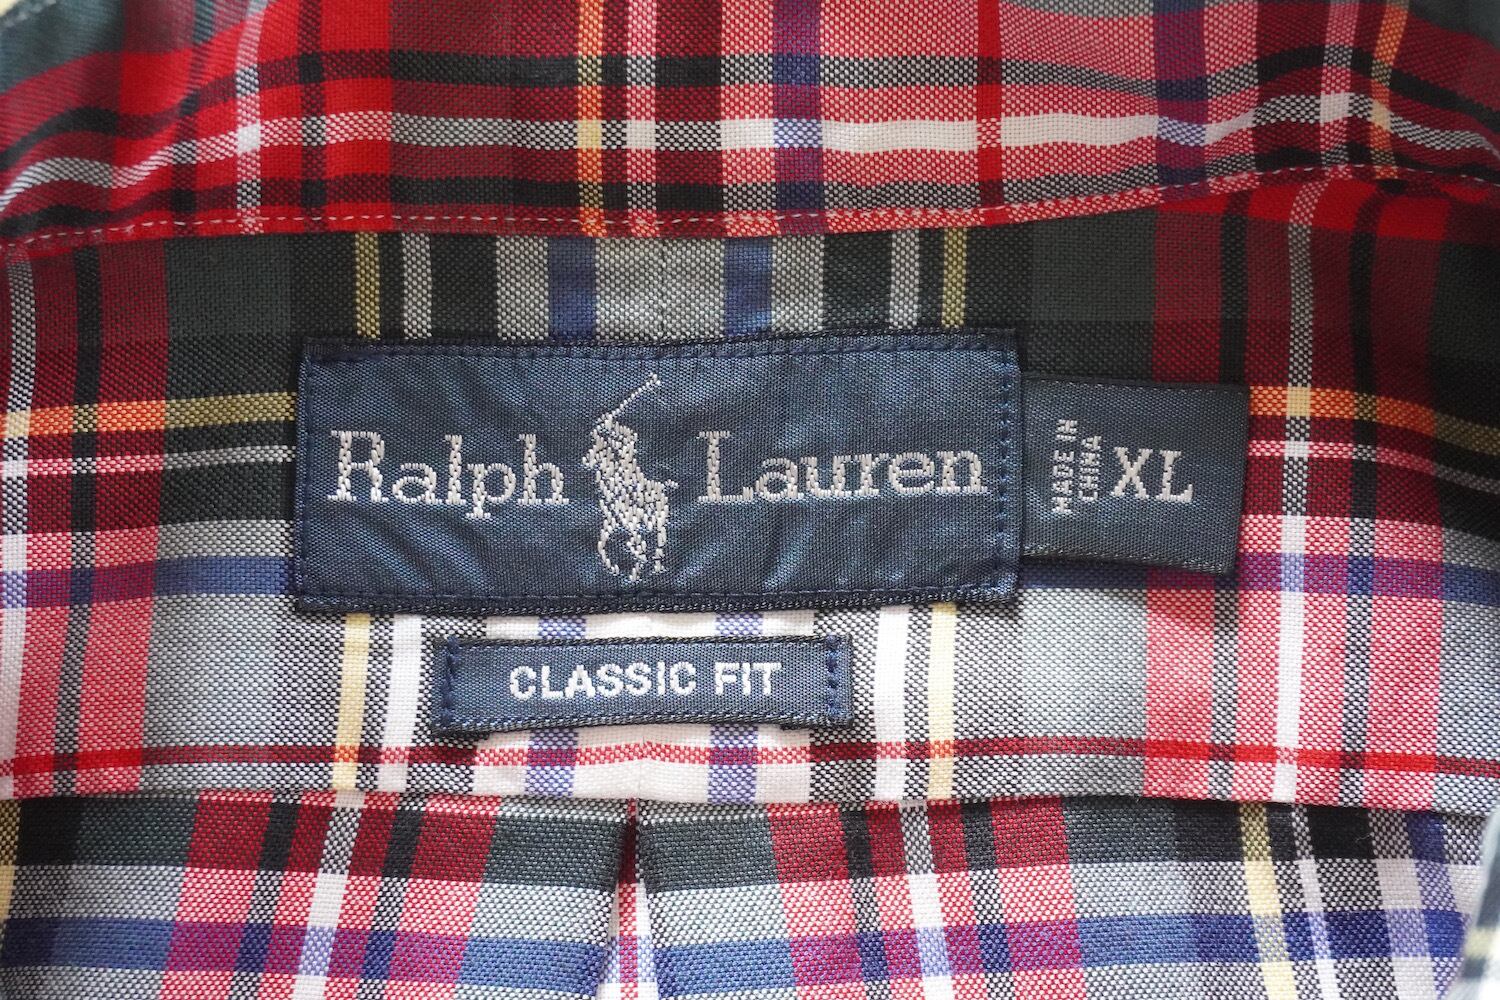 Ralph Lauren
MADE IN
CHINA
XL
CLASSIC FIT